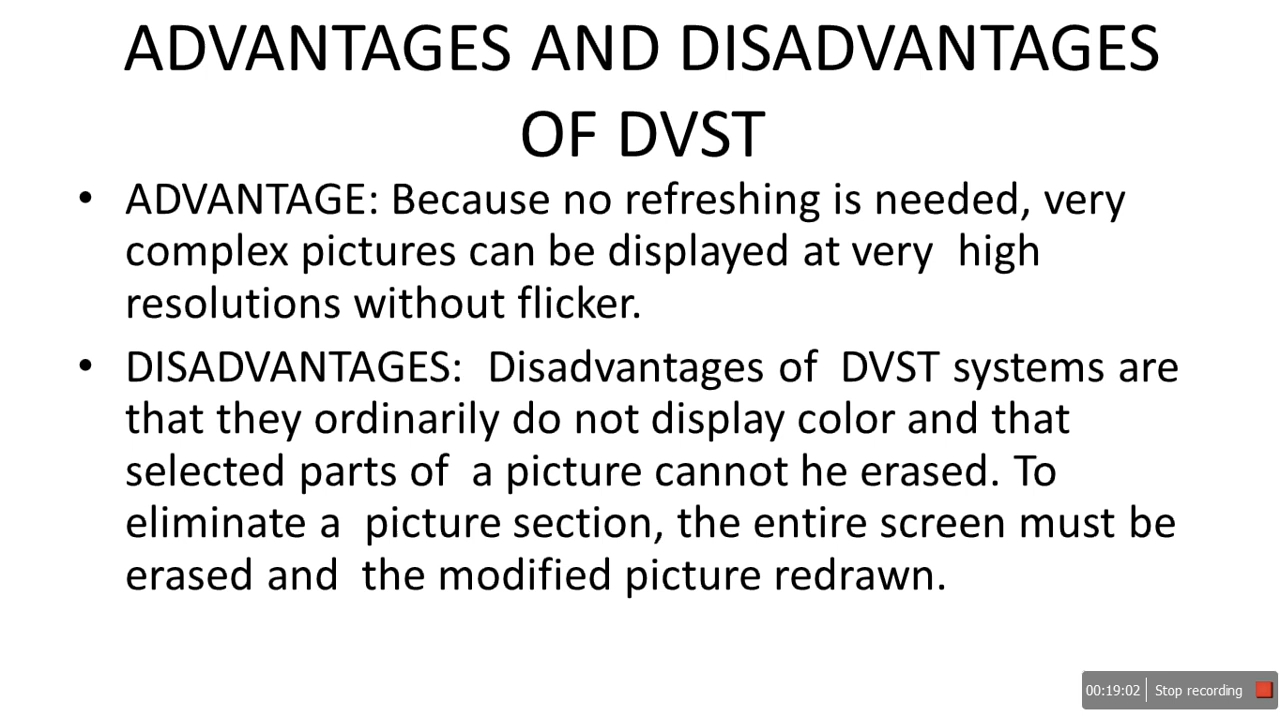 ADVANTAGES AND DISADVANTAGES
OF DVST
• ADVANTAGE: Because no refreshing is needed, very
complex pictures can be displayed at very high
resolutions without flicker.
• DISADVANTAGES: Disadvantages of DVST systems are
that they ordinarily do not display color and that
selected parts of a picture cannot he erased. To
eliminate a picture section, the entire screen must be
erased and the modified picture redrawn.
00:19:02 Stop recording